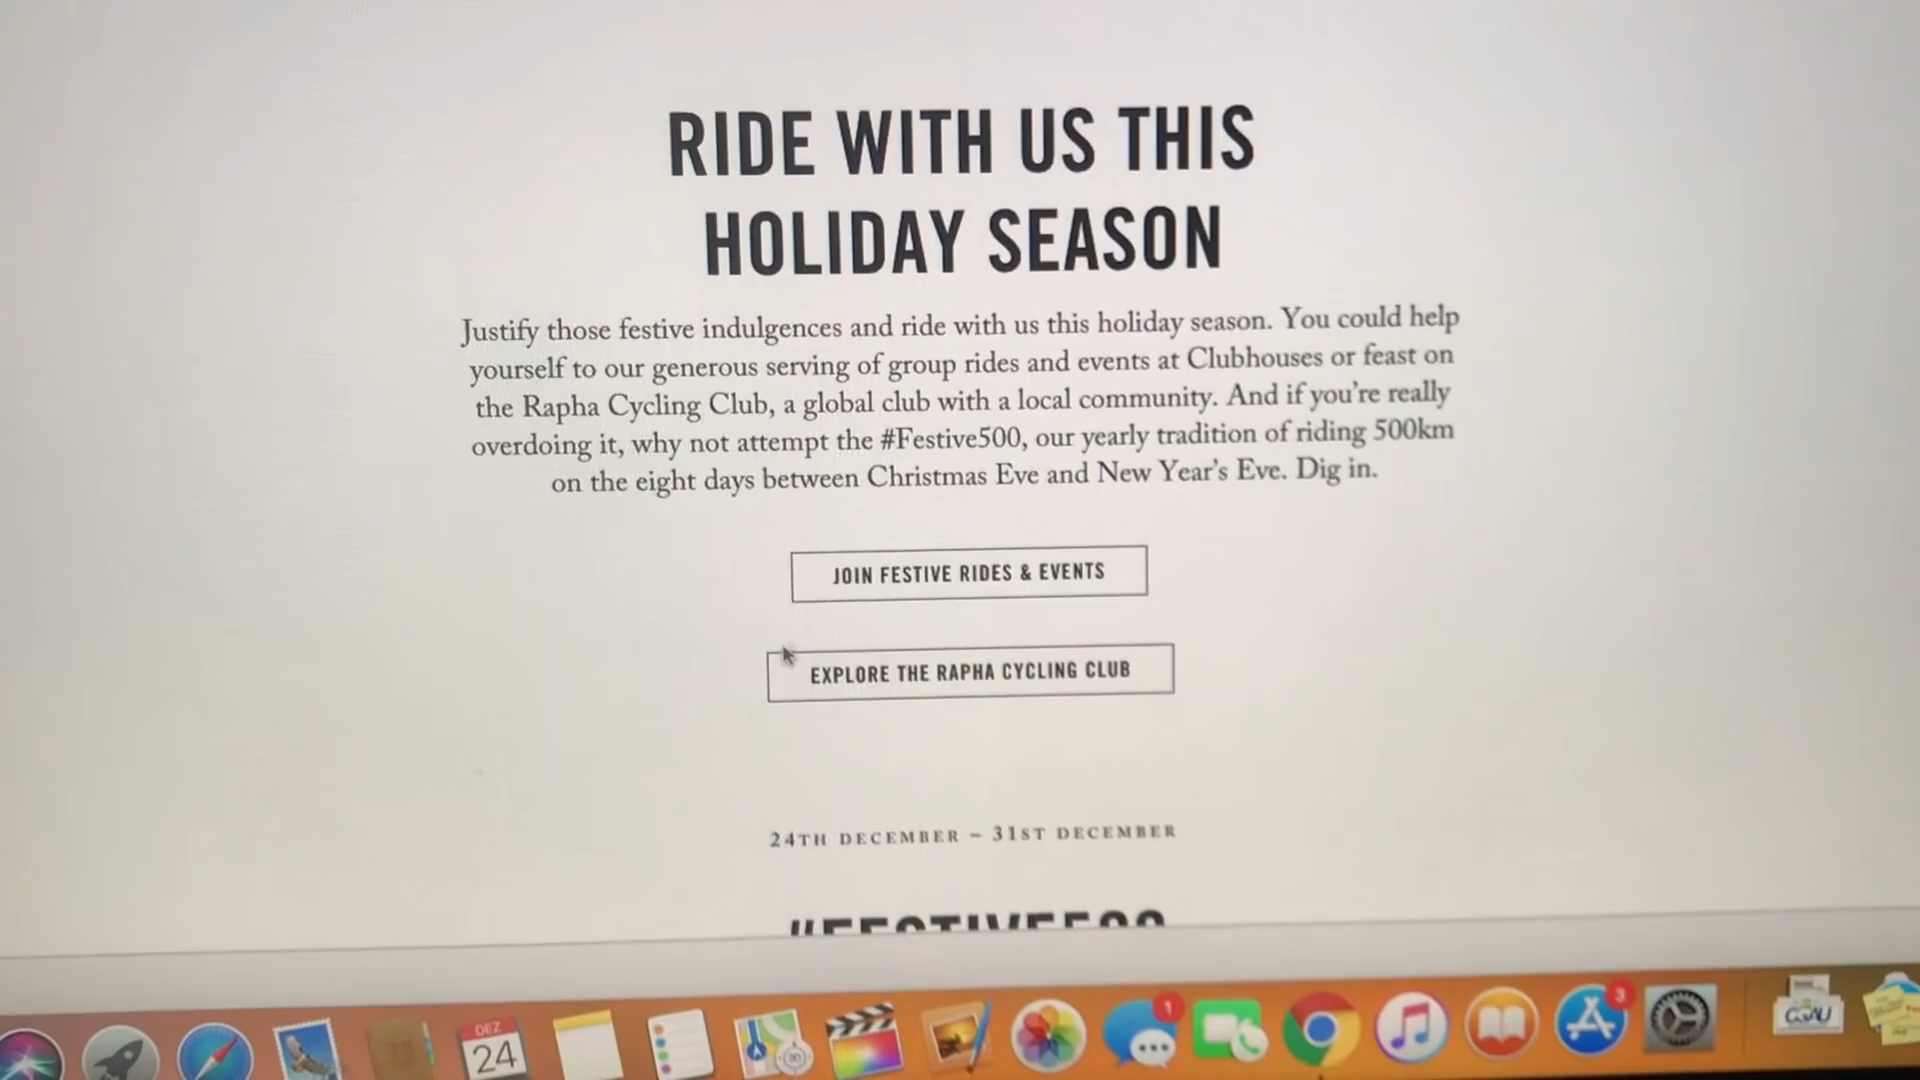 RIDE WITH US THIS
HOLIDAY SEASON
Justify those festive indulgences and ride with us this holiday season. You could help
yourself to our generous serving of group rides and events at Clubhouses or feast on
the Rapha Cycling Club, a global club with a local community. And if you're really
overdoing it, why not attempt the #Festive500, our yearly tradition of riding 500km
on the eight days between Christmas Eve and New Year's Eve. Dig in.
JOIN FESTIVE RIDES & EVENTS
EXPLORE THE RAPHA CYCLING CLUB
24TH DECEMBER – 31ST DECEMBER
#FESTIVE500
DEZ
24
1
3